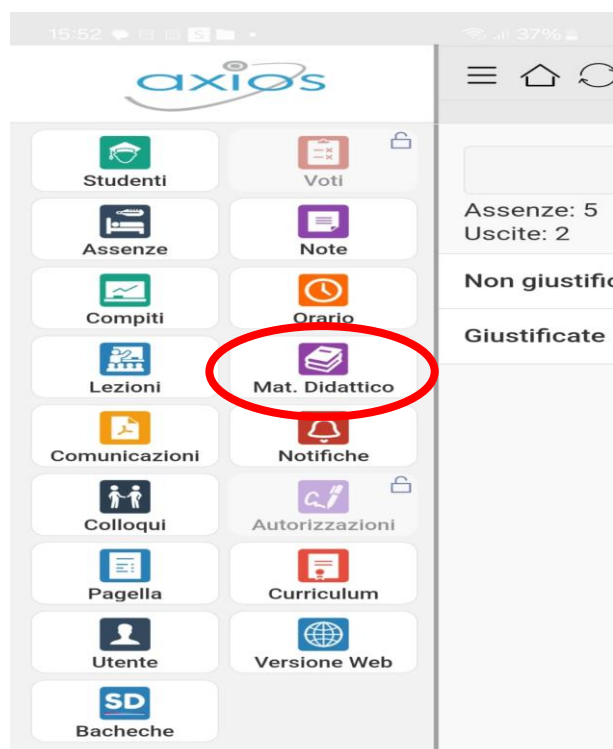 15:52
37%
axios
Studenti
Voti
Assenze
Note
Compiti
Orario
Lezioni
Mat. Didattico
Comunicazioni
Notifiche
Colloqui
Autorizzazioni
Pagella
Curriculum
Utente
Versione Web
SD
Bacheche
Assenze: 5
Uscite: 2
Non giustific
Giustificate